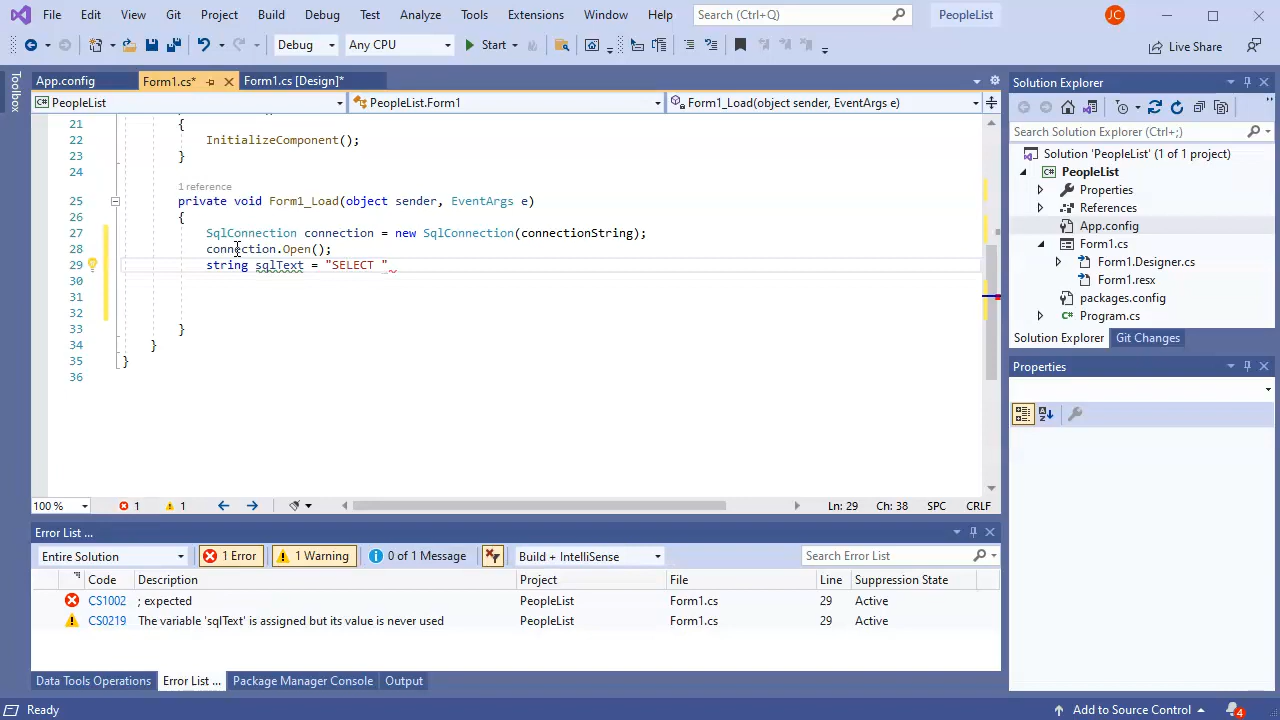 File Edit View Git Project Build Debug Test Analyze Tools Extensions Window Help Search (Ctrl+Q) PeopleList JC
Debug Any CPU Start Live Share
Toolbox
App.config Form1.cs* Form1.cs [Design]*
PeopleList PeopleList.Form1 Form1_Load(object sender, EventArgs e)
21 {
22 InitializeComponent();
23 }
24
1 reference
25 private void Form1_Load(object sender, EventArgs e)
26 {
27 SqlConnection connection = new SqlConnection(connectionString);
28 connection.Open();
29 string sqlText = "SELECT "
30
31
32
33 }
34 }
35 }
36
100 % 1 1 Ln: 29 Ch: 38 SPC CRLF
Error List ...
Entire Solution 1 Error 1 Warning 0 of 1 Message Build + IntelliSense Search Error List
Code Description Project File Line Suppression State
CS1002 ; expected PeopleList Form1.cs 29 Active
CS0219 The variable 'sqlText' is assigned but its value is never used PeopleList Form1.cs 29 Active
Data Tools Operations Error List ... Package Manager Console Output
Solution Explorer
Search Solution Explorer (Ctrl+;)
Solution 'PeopleList' (1 of 1 project)
PeopleList
Properties
References
App.config
Form1.cs
Form1.Designer.cs
Form1.resx
packages.config
Program.cs
Solution Explorer Git Changes
Properties
Ready Add to Source Control 4